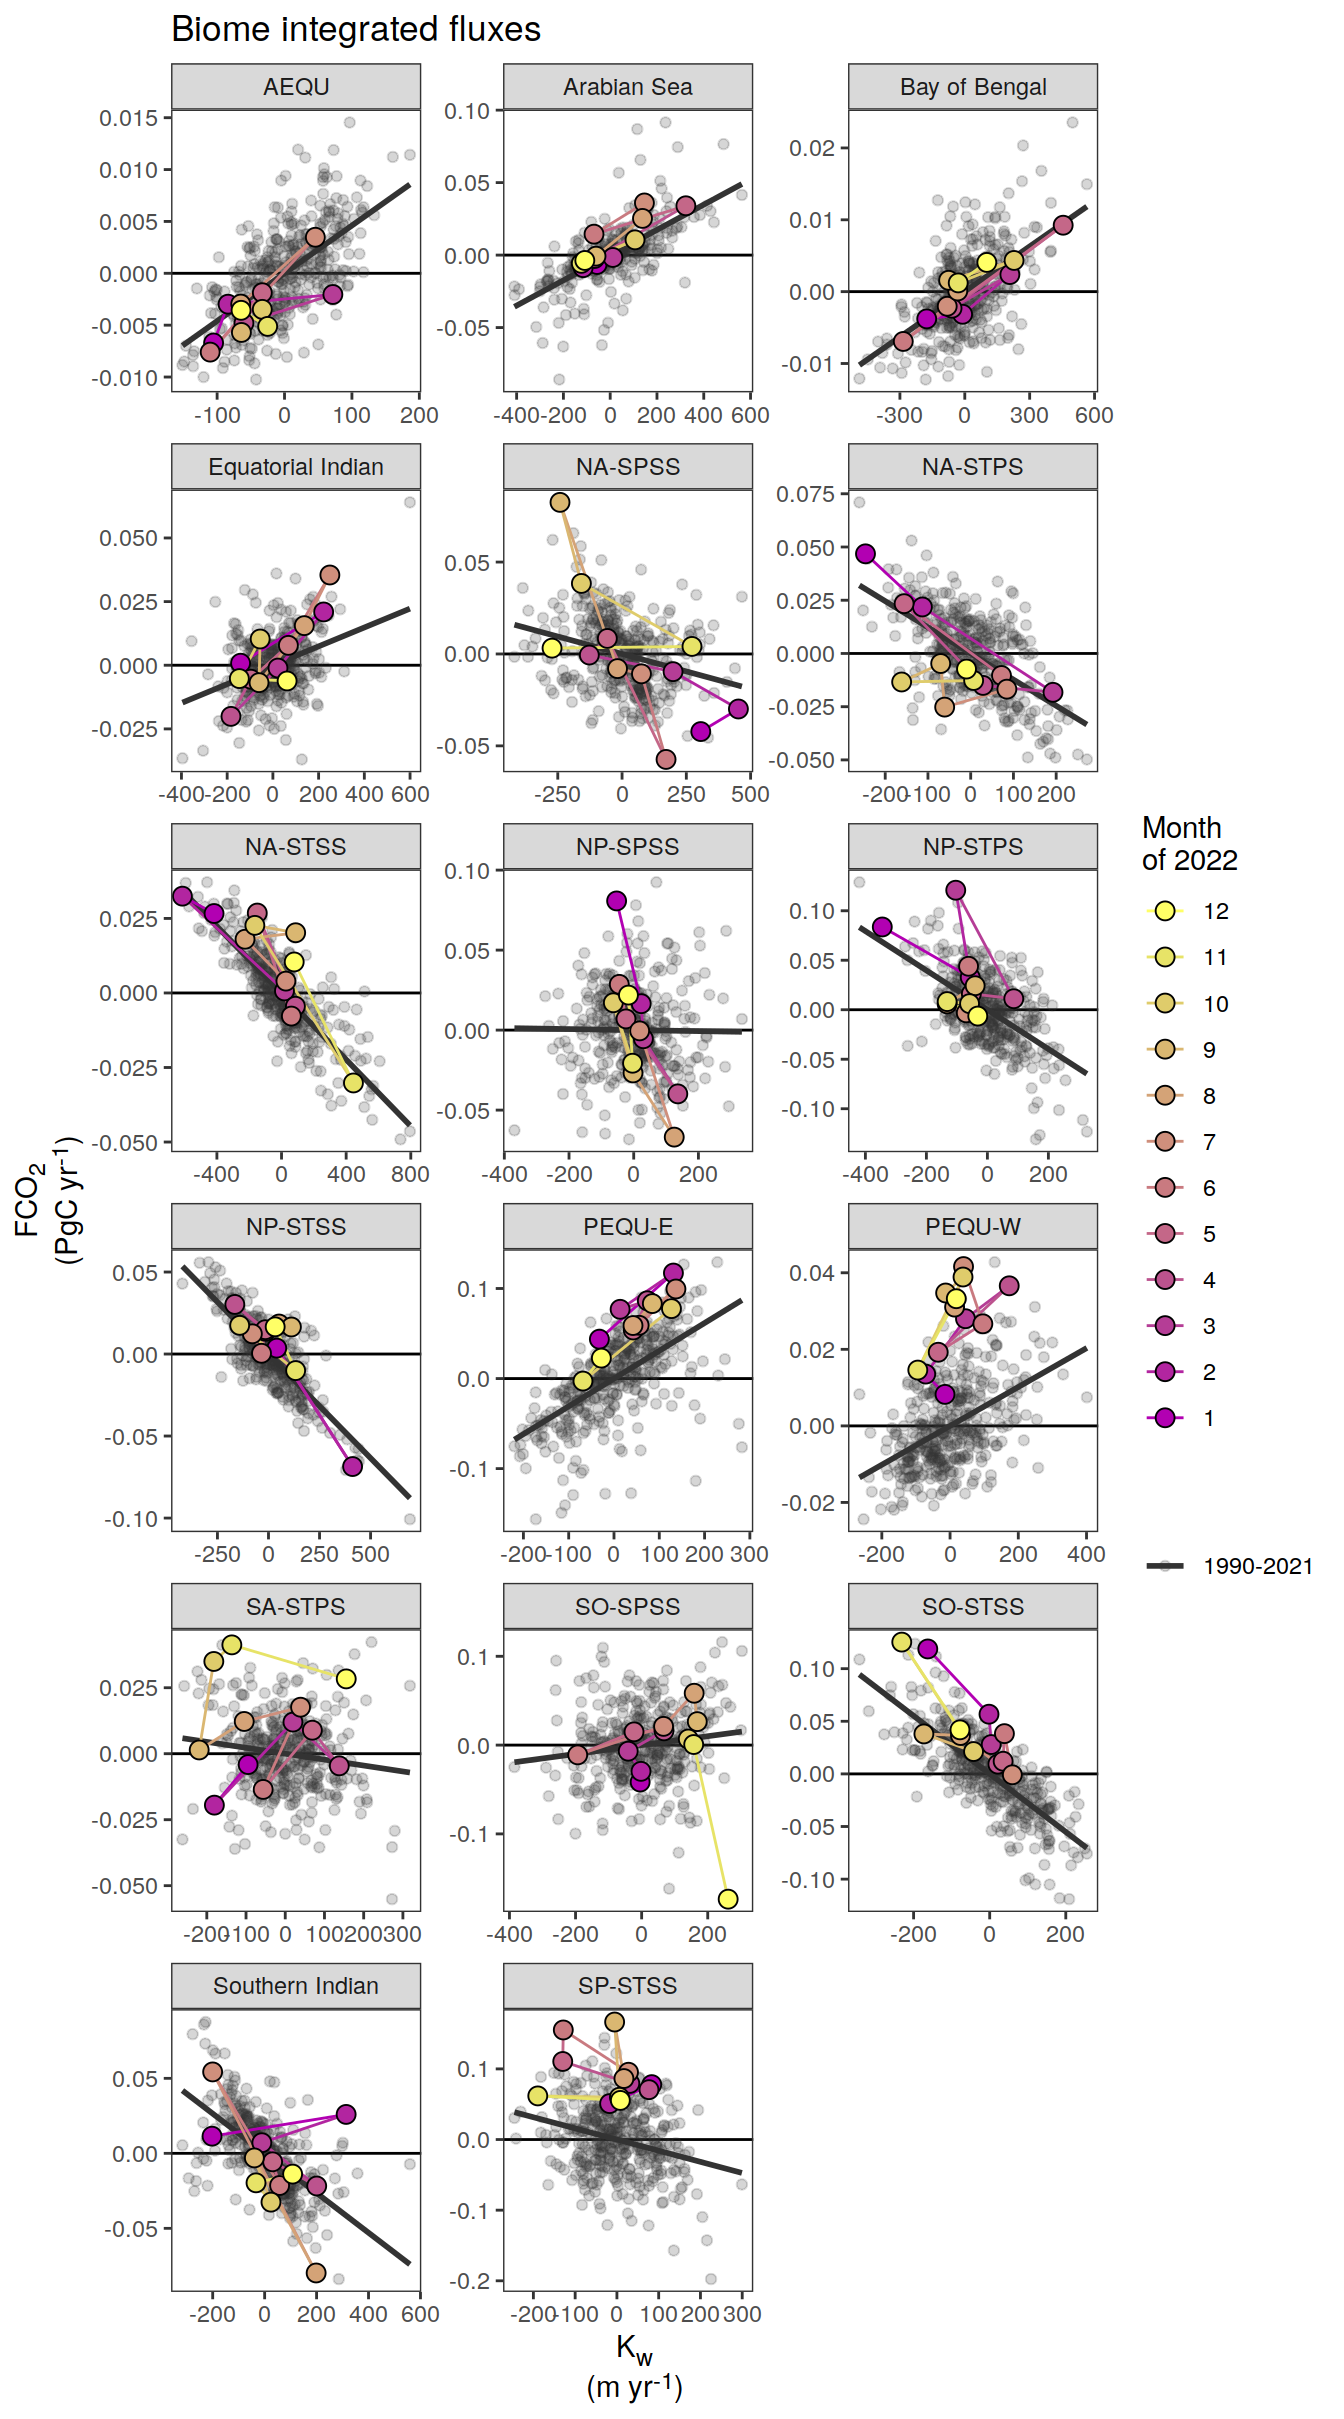 Biome integrated fluxes
AEQU
Arabian Sea
Bay of Bengal
0.015
0.010
0.005
0.000
-0.005
-0.010
-100 0 100 200
0.10
0.05
0.00
-0.05
-400 -200 0 200 400 600
0.02
0.01
0.00
-0.01
-300 0 300 600
Equatorial Indian
NA-SPSS
NA-STPS
0.050
0.025
0.000
-0.025
-400 -200 0 200 400 600
0.05
0.00
-0.05
-250 0 250 500
0.075
0.050
0.025
0.000
-0.025
-0.050
-200 -100 0 100 200
NA-STSS
NP-SPSS
NP-STPS
0.025
0.000
-0.025
-0.050
-400 0 400 800
0.10
0.05
0.00
-0.05
-400 -200 0 200
0.10
0.05
0.00
-0.05
-0.10
-400 -200 0 200
NP-STSS
PEQU-E
PEQU-W
0.05
0.00
-0.05
-0.10
-250 0 250 500
0.1
0.0
-0.1
-200 -100 0 100 200 300
0.04
0.02
0.00
-0.02
-200 0 200 400
SA-STPS
SO-SPSS
SO-STSS
0.025
0.000
-0.025
-0.050
-200 -100 0 100 200 300
0.1
0.0
-0.1
-400 -200 0 200
0.10
0.05
0.00
-0.05
-0.10
-200 0 200
Southern Indian
SP-STSS
0.05
0.00
-0.05
-200 0 200 400 600
0.1
0.0
-0.1
-0.2
-200 -100 0 100 200 300
FCO₂
(PgC yr⁻¹)
K_w
(m yr⁻¹)
Month
of 2022
12
11
10
9
8
7
6
5
4
3
2
1
1990-2021